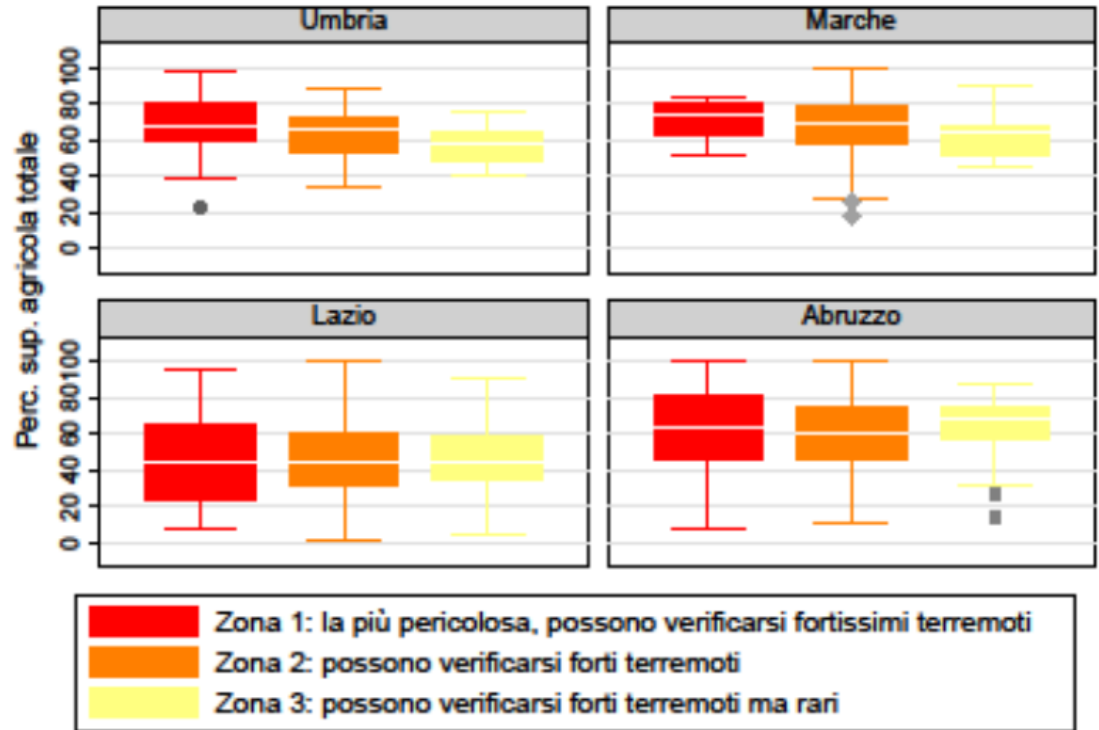 Umbria
Marche
Perc. sup. agricola totale
100
80
60
40
20
0
Lazio
Abruzzo
100
80
60
40
20
0
Zona 1: la più pericolosa, possono verificarsi fortissimi terremoti
Zona 2: possono verificarsi forti terremoti
Zona 3: possono verificarsi forti terremoti ma rari